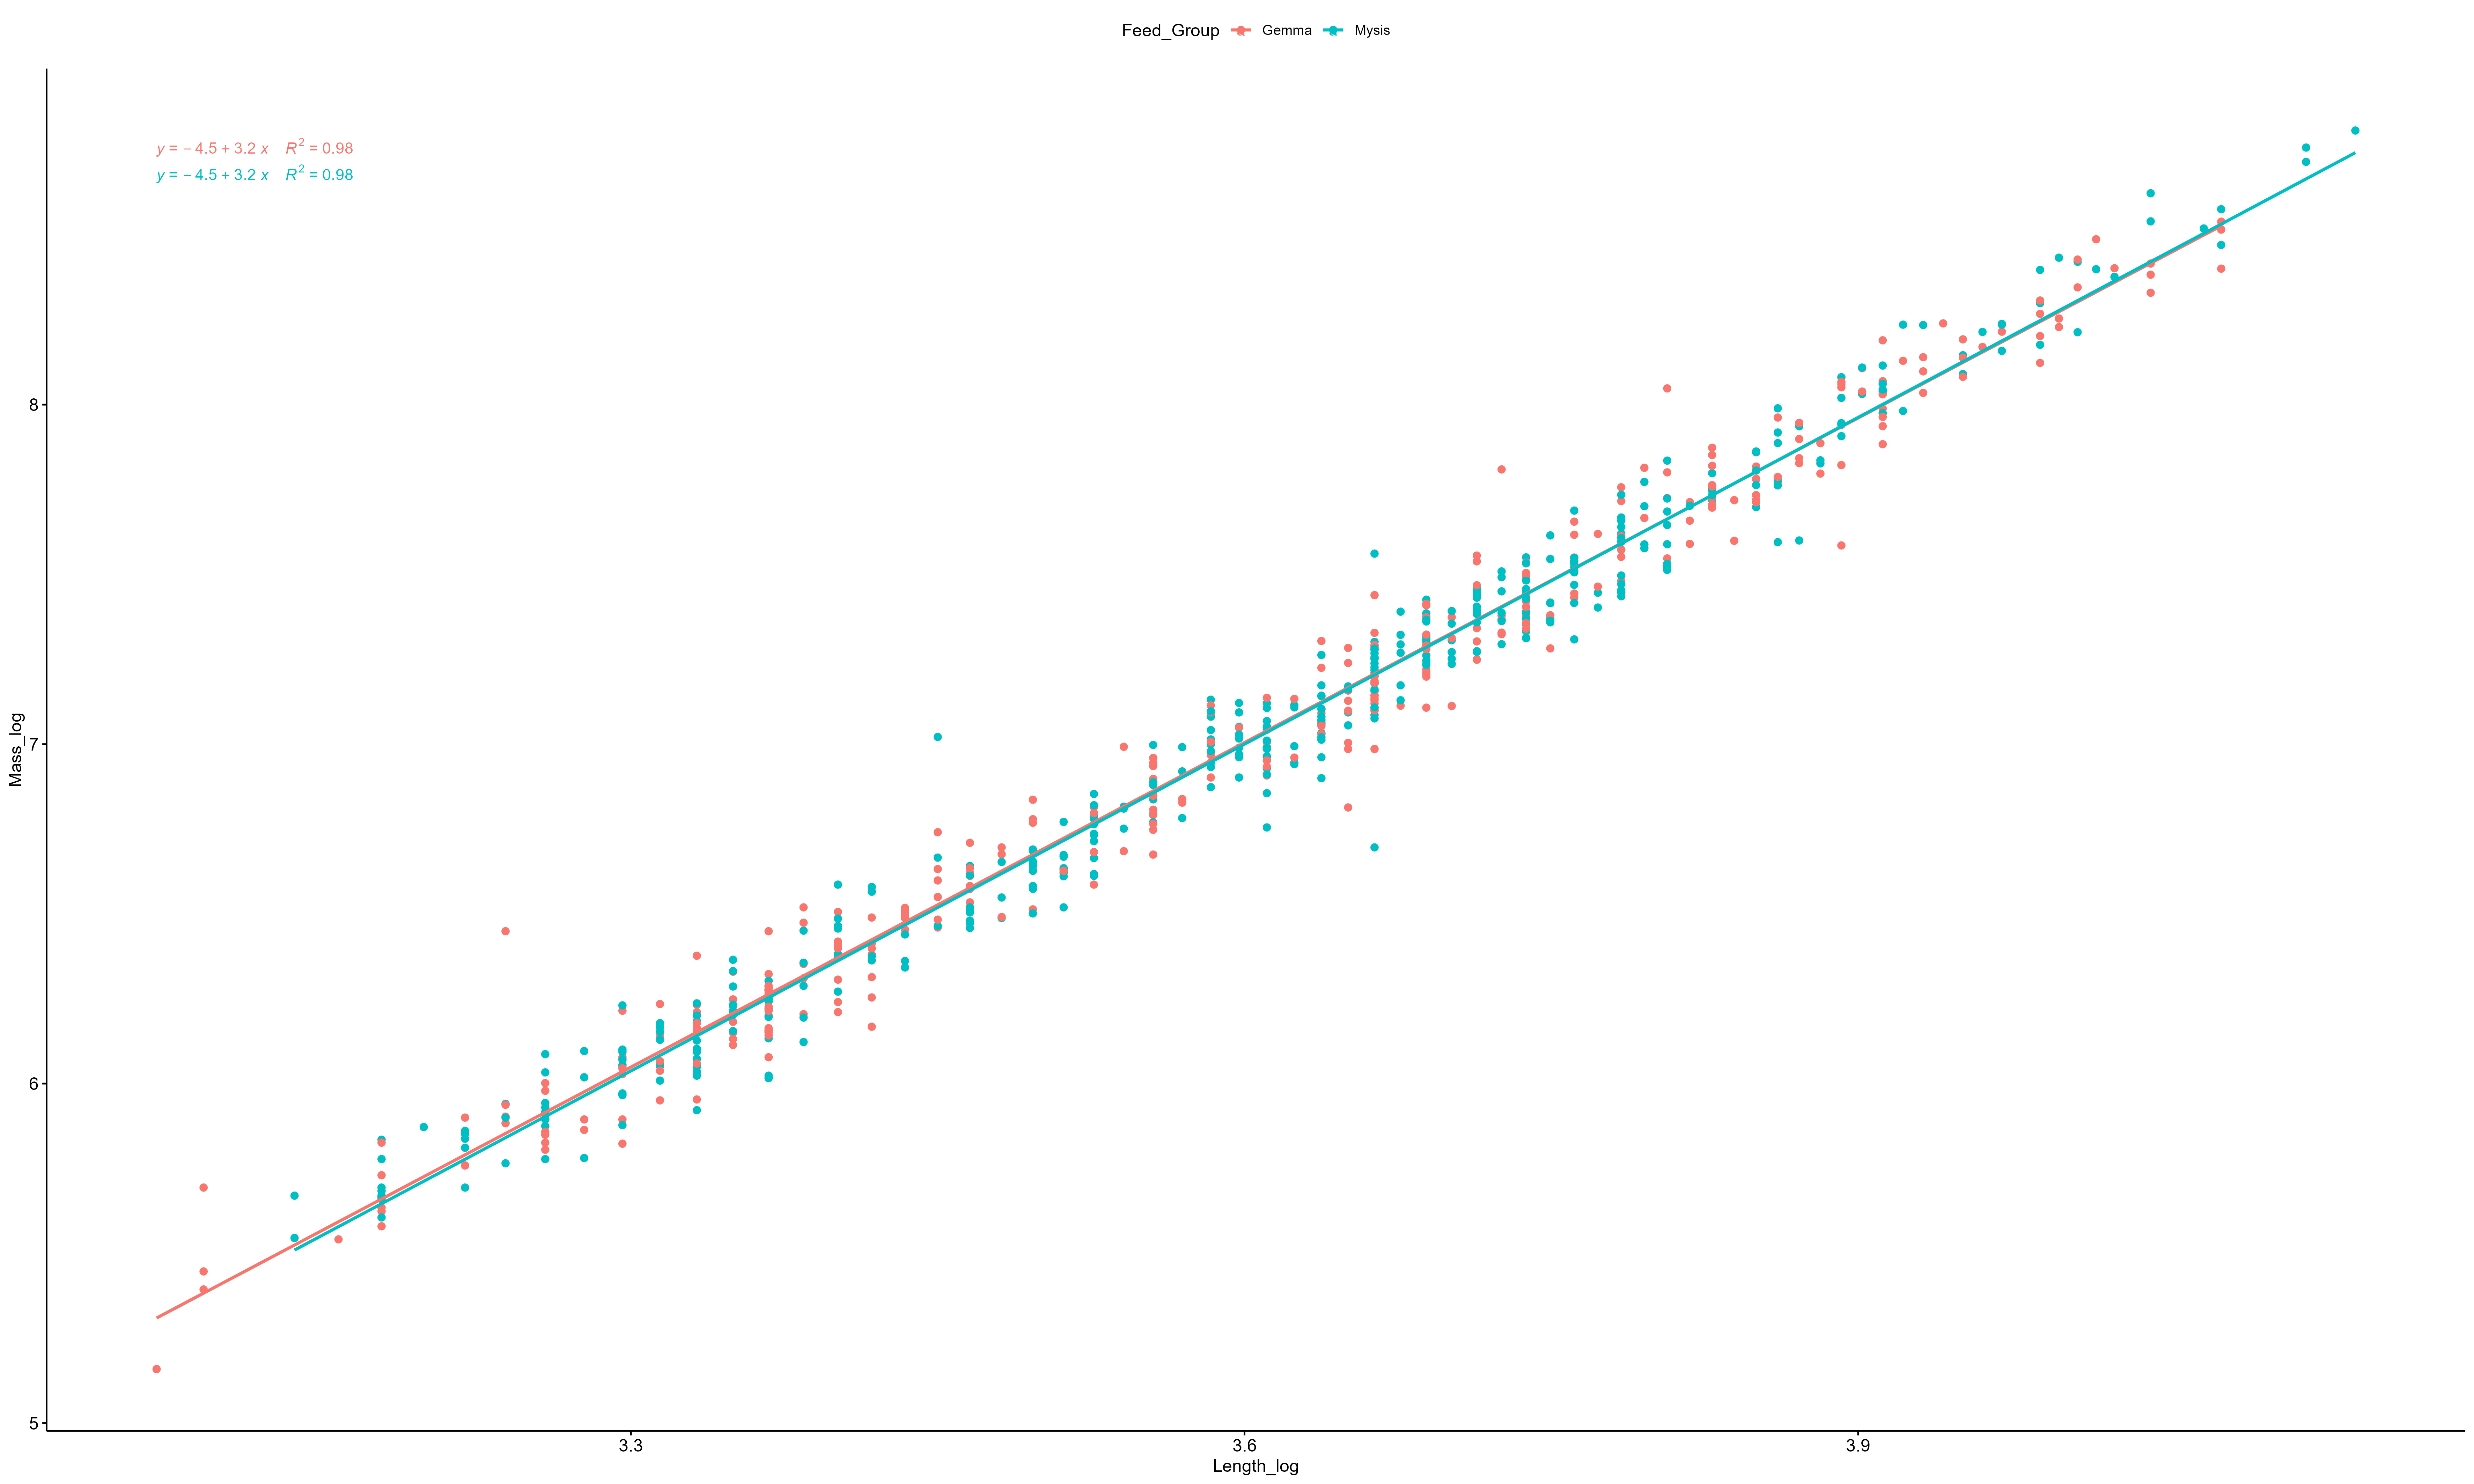 Feed_Group Gemma Mysis
y = − 4.5 + 3.2 x R² = 0.98
y = − 4.5 + 3.2 x R² = 0.98
8
7
6
5
Mass_log
3.3 3.6 3.9
Length_log